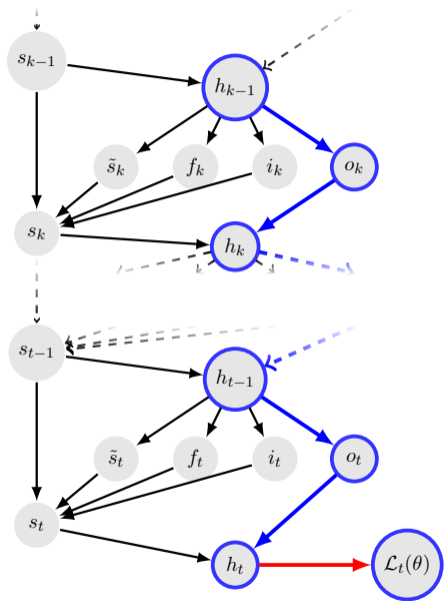 s_{k−1}
h_{k−1}
s̃_k f_k i_k o_k
s_k
h_k
s_{t−1}
h_{t−1}
s̃_t f_t i_t o_t
s_t
h_t ℒ_t(θ)